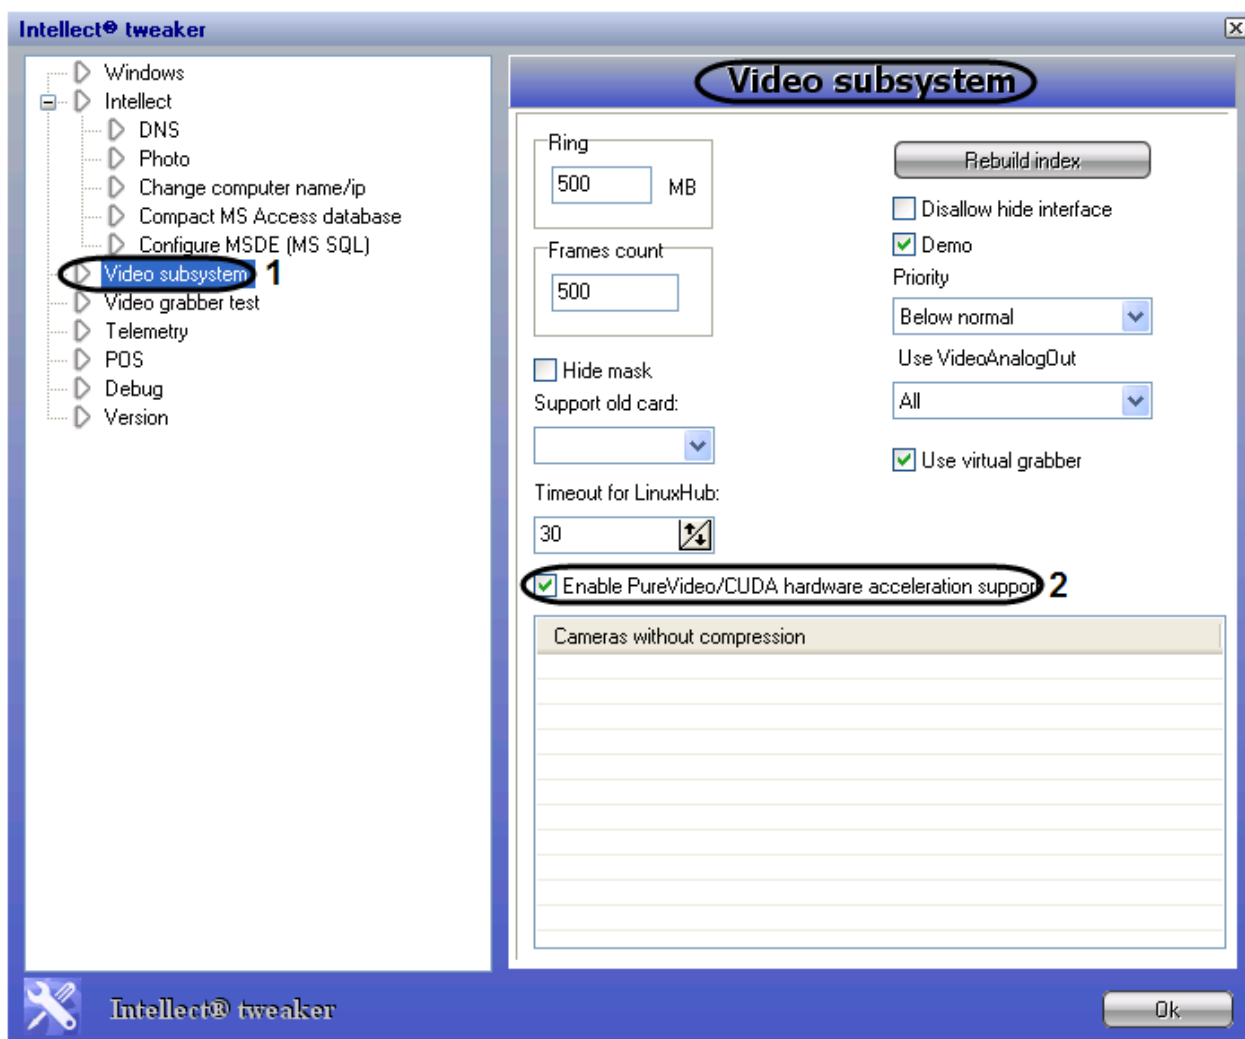 Intellect® tweaker
Windows
Intellect
DNS
Photo
Change computer name/ip
Compact MS Access database
Configure MSDE (MS SQL)
Video subsystem 1
Video grabber test
Telemetry
POS
Debug
Version
Video subsystem
Ring
500 MB
Frames count
500
Hide mask
Support old card:
Timeout for LinuxHub:
30
Rebuild index
Disallow hide interface
Demo
Priority
Below normal
Use VideoAnalogOut
All
Use virtual grabber
Enable PureVideo/CUDA hardware acceleration suppor 2
Cameras without compression
Intellect® tweaker
Ok